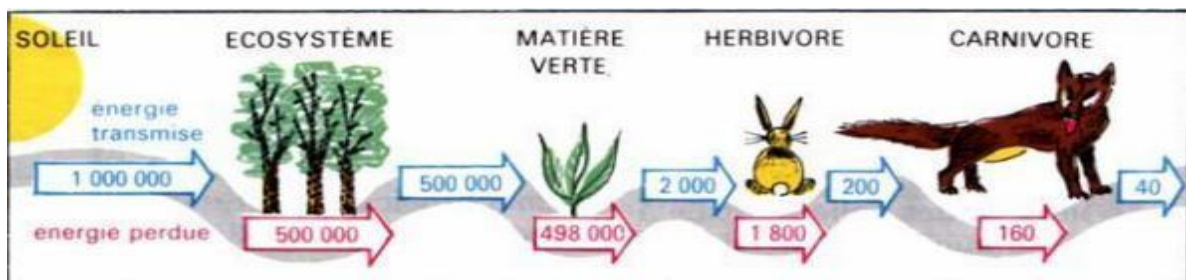 SOLEIL
ECOSYSTÈME
MATIÈRE
VERTE
HERBIVORE
CARNIVORE
énergie
transmise
1 000 000
500 000
2 000
200
40
energie perdue
500 000
498 000
1 800
160